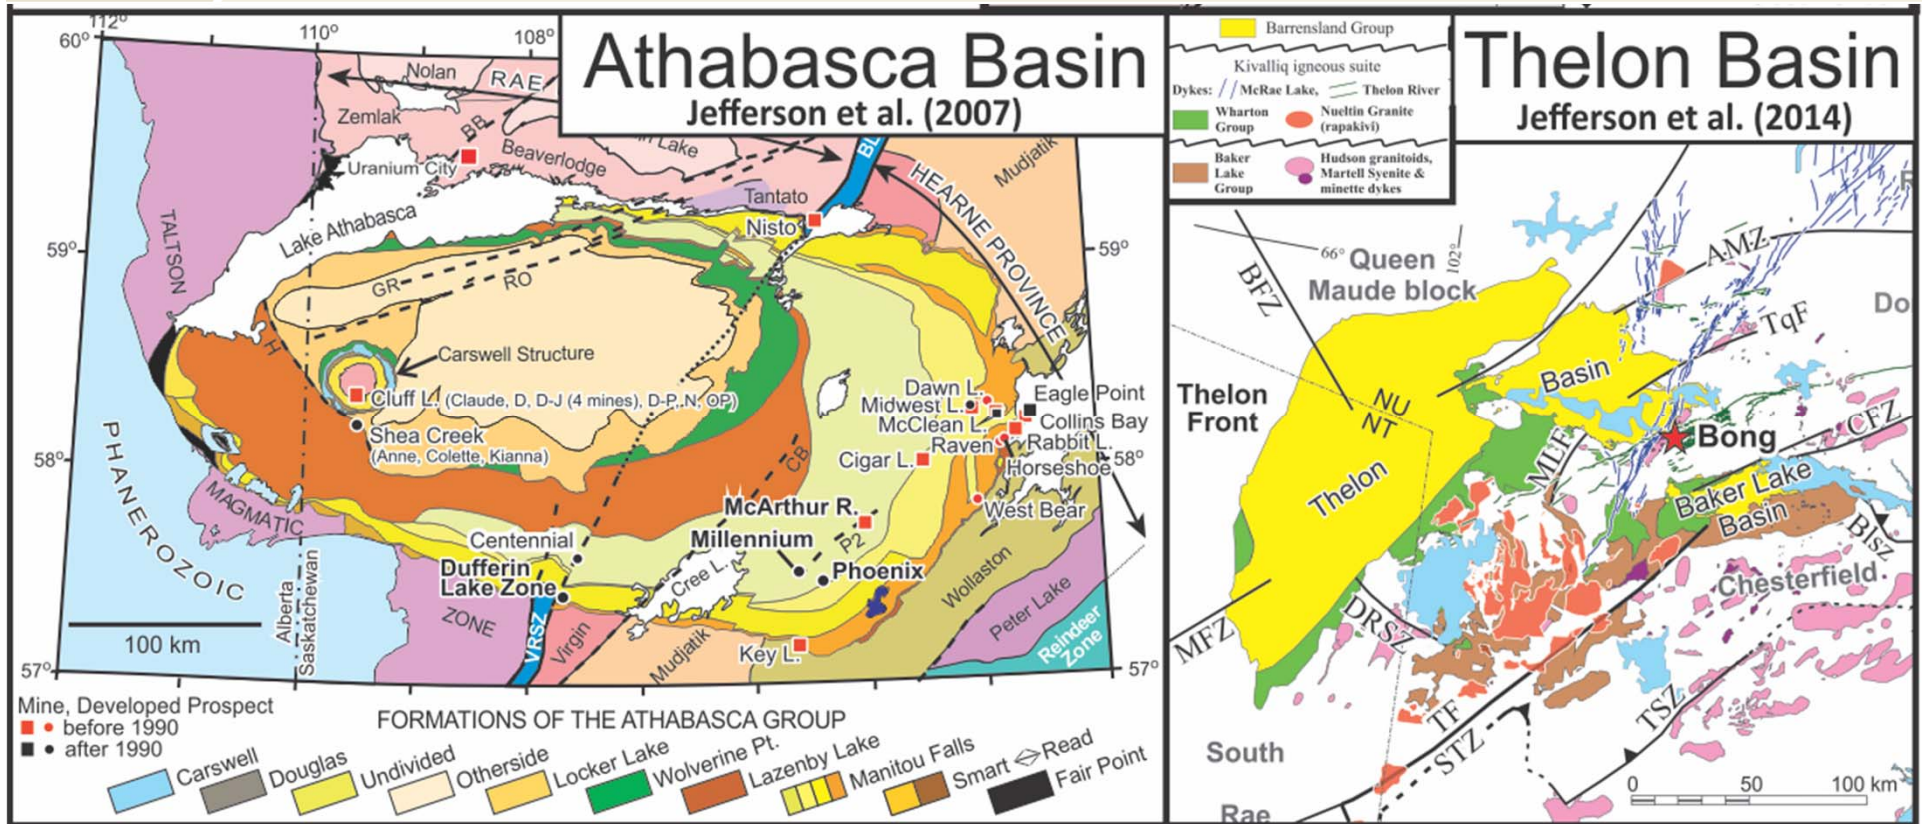 Athabasca Basin
Jefferson et al. (2007)
112°
110°
108°
60°
59°
58°
57°
59°
58°
57°
Nolan
RAE
Zemlak
BB
Uranium City
Beaverlodge
Lake
Tantato
Nisto
HEARNE PROVINCE
Mudjatik
TALTSON
Lake Athabasca
GR
RO
H
Carswell Structure
Cluff L. (Claude, D, D-J (4 mines), D-P, N, OP)
Shea Creek
(Anne, Colette, Kianna)
Dawn L.
Midwest L.
McClean L.
Raven
Eagle Point
Collins Bay
Rabbit L.
Horseshoe
Cigar L.
CB
West Bear
PHANEROZOIC
MAGMATIC
ZONE
McArthur R.
Millennium
P2
Phoenix
Centennial
Dufferin
Lake Zone
Cree L.
Wollaston
Peter Lake
Reindeer
Zone
VRSZ
Virgin
Mudjatik
Key L.
Alberta
Saskatchewan
100 km
Mine, Developed Prospect
before 1990
after 1990
FORMATIONS OF THE ATHABASCA GROUP
Carswell
Douglas
Undivided
Otherside
Locker Lake
Wolverine Pt.
Lazenby Lake
Manitou Falls
Smart
Read
Fair Point
Barrensland Group
Kivalliq igneous suite
Dykes: McRae Lake, Thelon River
Wharton
Group
Nueltin Granite
(rapakivi)
Baker
Lake
Group
Hudson granitoids,
Martell Syenite &
minette dykes
Thelon Basin
Jefferson et al. (2014)
66°
102°
Queen
Maude block
BFZ
AMZ
TqF
Do
Thelon
Front
NU
NT
Basin
Thelon
MEF
Bong
CFZ
Baker Lake
Basin
Blsz
Chesterfield
DRSZ
MFZ
TF
STZ
TSZ
South
Rae
0 50 100 km